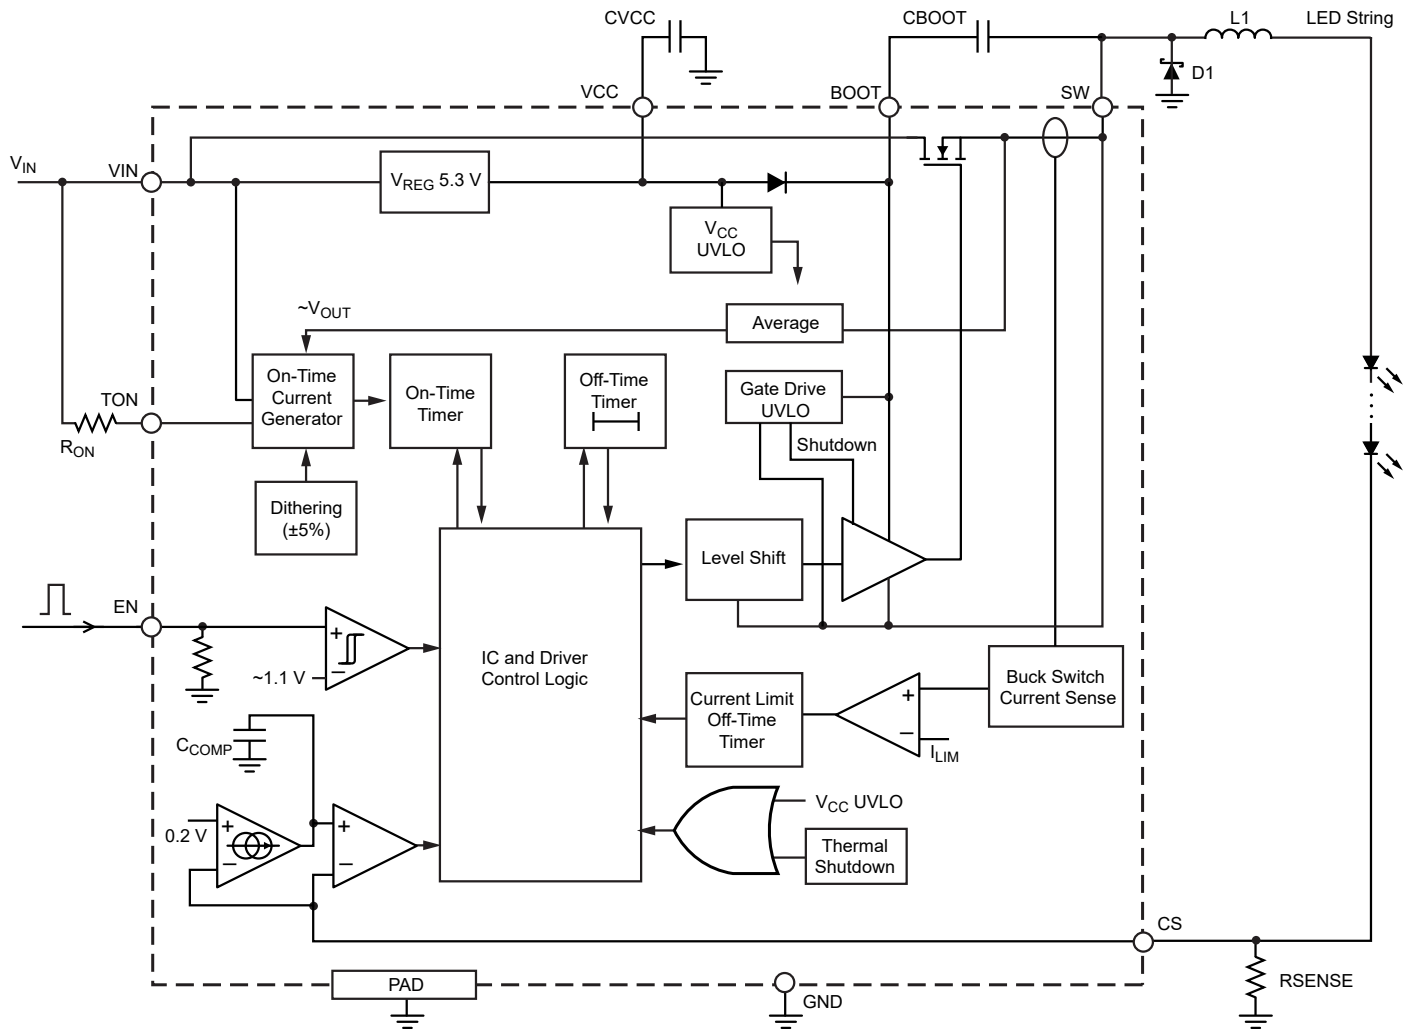 CVCC
CBOOT
L1
LED String
D1
VCC
BOOT
SW
VIN
VIN
VREG 5.3 V
VCC
UVLO
~VOUT
Average
On-Time
Current
Generator
On-Time
Timer
Off-Time
Timer
Gate Drive
UVLO
Shutdown
TON
RON
Dithering
(±5%)
Level Shift
EN
+
−
~1.1 V
IC and Driver
Control Logic
Buck Switch
Current Sense
Current Limit
Off-Time
Timer
+
−
ILIM
CCOMP
0.2 V
+
−
+
−
VCC UVLO
Thermal
Shutdown
CS
RSENSE
PAD
GND